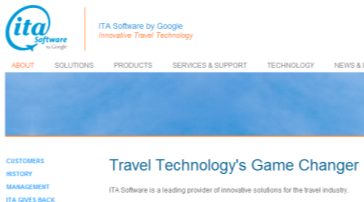 ita
Software
by Google
ITA Software by Google
Innovative Travel Technology
ABOUT SOLUTIONS PRODUCTS SERVICES & SUPPORT TECHNOLOGY NEWS &
CUSTOMERS
HISTORY
MANAGEMENT
ITA GIVES BACK
Travel Technology's Game Changer
ITA Software is a leading provider of innovative solutions for the travel industry.